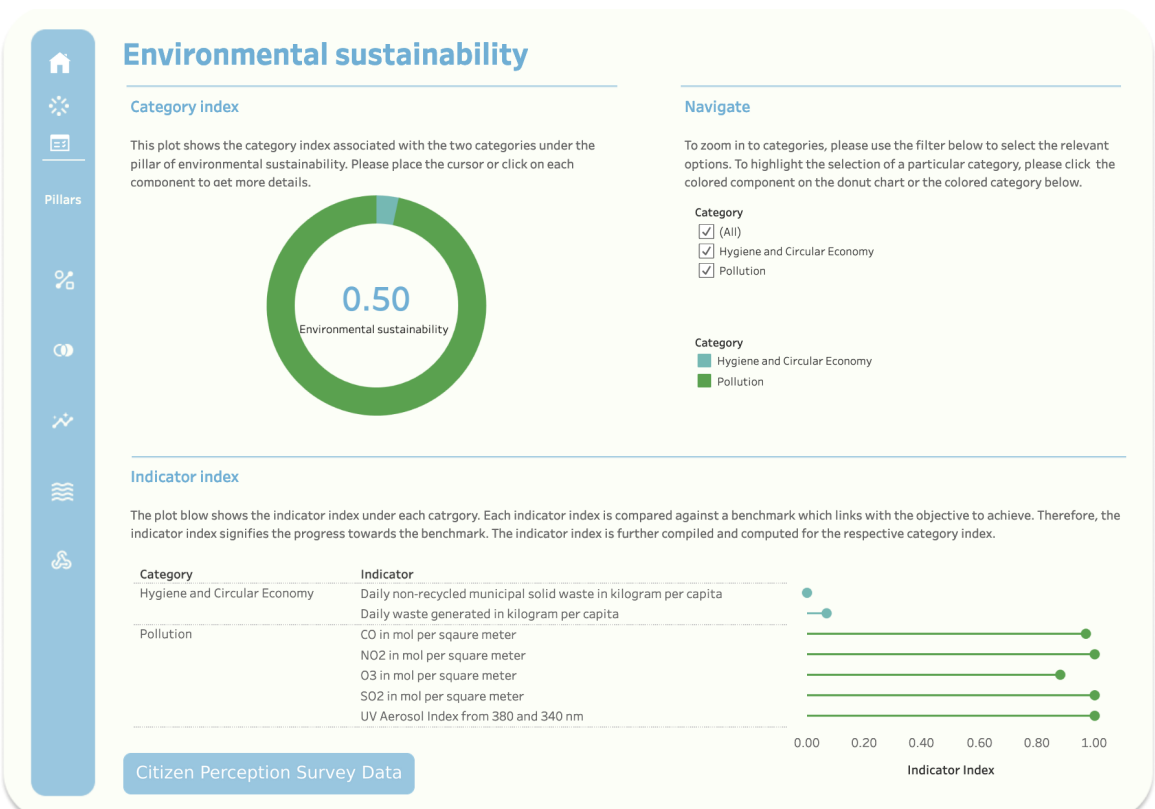 Environmental sustainability
Category index
This plot shows the category index associated with the two categories under the
pillar of environmental sustainability. Please place the cursor or click on each
component to get more details.
0.50
Environmental sustainability
Navigate
To zoom in to categories, please use the filter below to select the relevant
options. To highlight the selection of a particular category, please click the
colored component on the donut chart or the colored category below.
Category
(All)
Hygiene and Circular Economy
Pollution
Category
Hygiene and Circular Economy
Pollution
Pillars
Indicator index
The plot blow shows the indicator index under each catrgory. Each indicator index is compared against a benchmark which links with the objective to achieve. Therefore, the
indicator index signifies the progress towards the benchmark. The indicator index is further compiled and computed for the respective category index.
Category Indicator
Hygiene and Circular Economy Daily non-recycled municipal solid waste in kilogram per capita
Daily waste generated in kilogram per capita
Pollution CO in mol per sqaure meter
NO2 in mol per square meter
O3 in mol per square meter
SO2 in mol per square meter
UV Aerosol Index from 380 and 340 nm
0.00 0.20 0.40 0.60 0.80 1.00
Indicator Index
Citizen Perception Survey Data